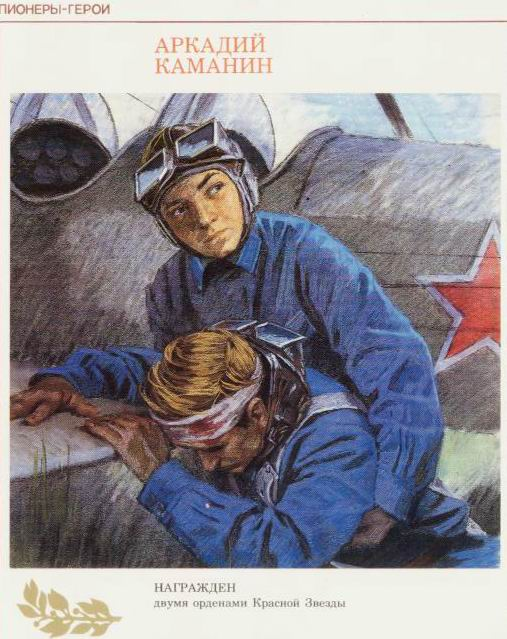 ПИОНЕРЫ-ГЕРОИ
АРКАДИЙ
КАМАНИН
НАГРАЖДЕН
двумя орденами Красной Звезды